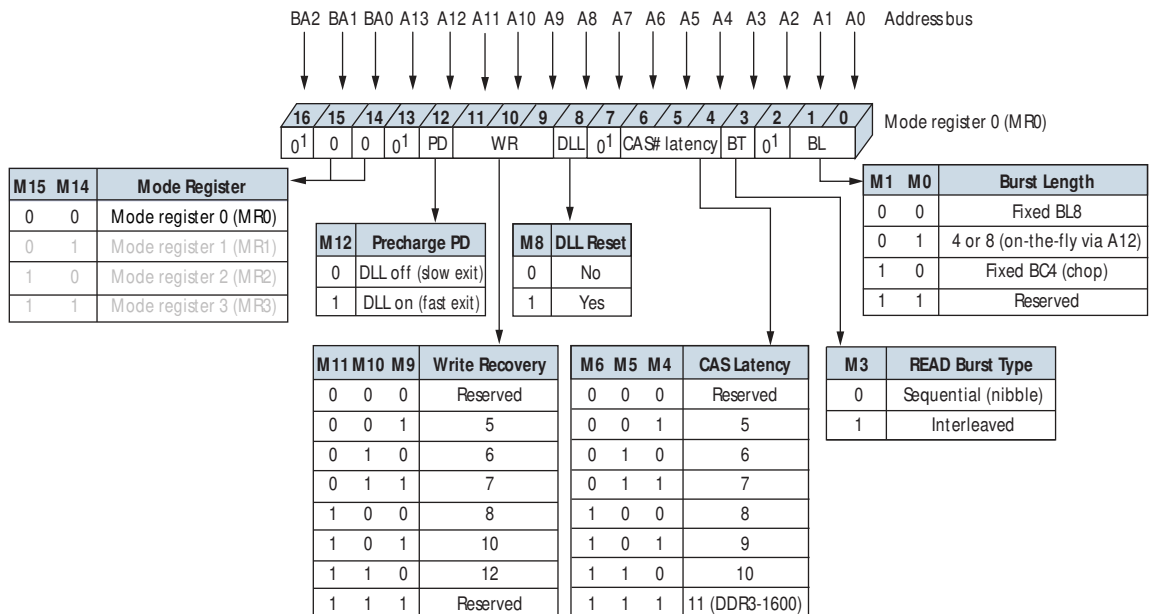 BA2 BA1 BA0 A13 A12 A11 A10 A9 A8 A7 A6 A5 A4 A3 A2 A1 A0 Address bus
16 15 14 13 12 11 10 9 8 7 6 5 4 3 2 1 0
Mode register 0 (MR0)
01 0 0 01 PD WR DLL 01 CAS# latency BT 01 BL
M15 M14 Mode Register
0 0 Mode register 0 (MR0)
0 1 Mode register 1 (MR1)
1 0 Mode register 2 (MR2)
1 1 Mode register 3 (MR3)
M12 Precharge PD
0 DLL off (slow exit)
1 DLL on (fast exit)
M8 DLL Reset
0 No
1 Yes
M1 M0 Burst Length
0 0 Fixed BL8
0 1 4 or 8 (on-the-fly via A12)
1 0 Fixed BC4 (chop)
1 1 Reserved
M11 M10 M9 Write Recovery
0 0 0 Reserved
0 0 1 5
0 1 0 6
0 1 1 7
1 0 0 8
1 0 1 10
1 1 0 12
1 1 1 Reserved
M6 M5 M4 CAS Latency
0 0 0 Reserved
0 0 1 5
0 1 0 6
0 1 1 7
1 0 0 8
1 0 1 9
1 1 0 10
1 1 1 11 (DDR3-1600)
M3 READ Burst Type
0 Sequential (nibble)
1 Interleaved